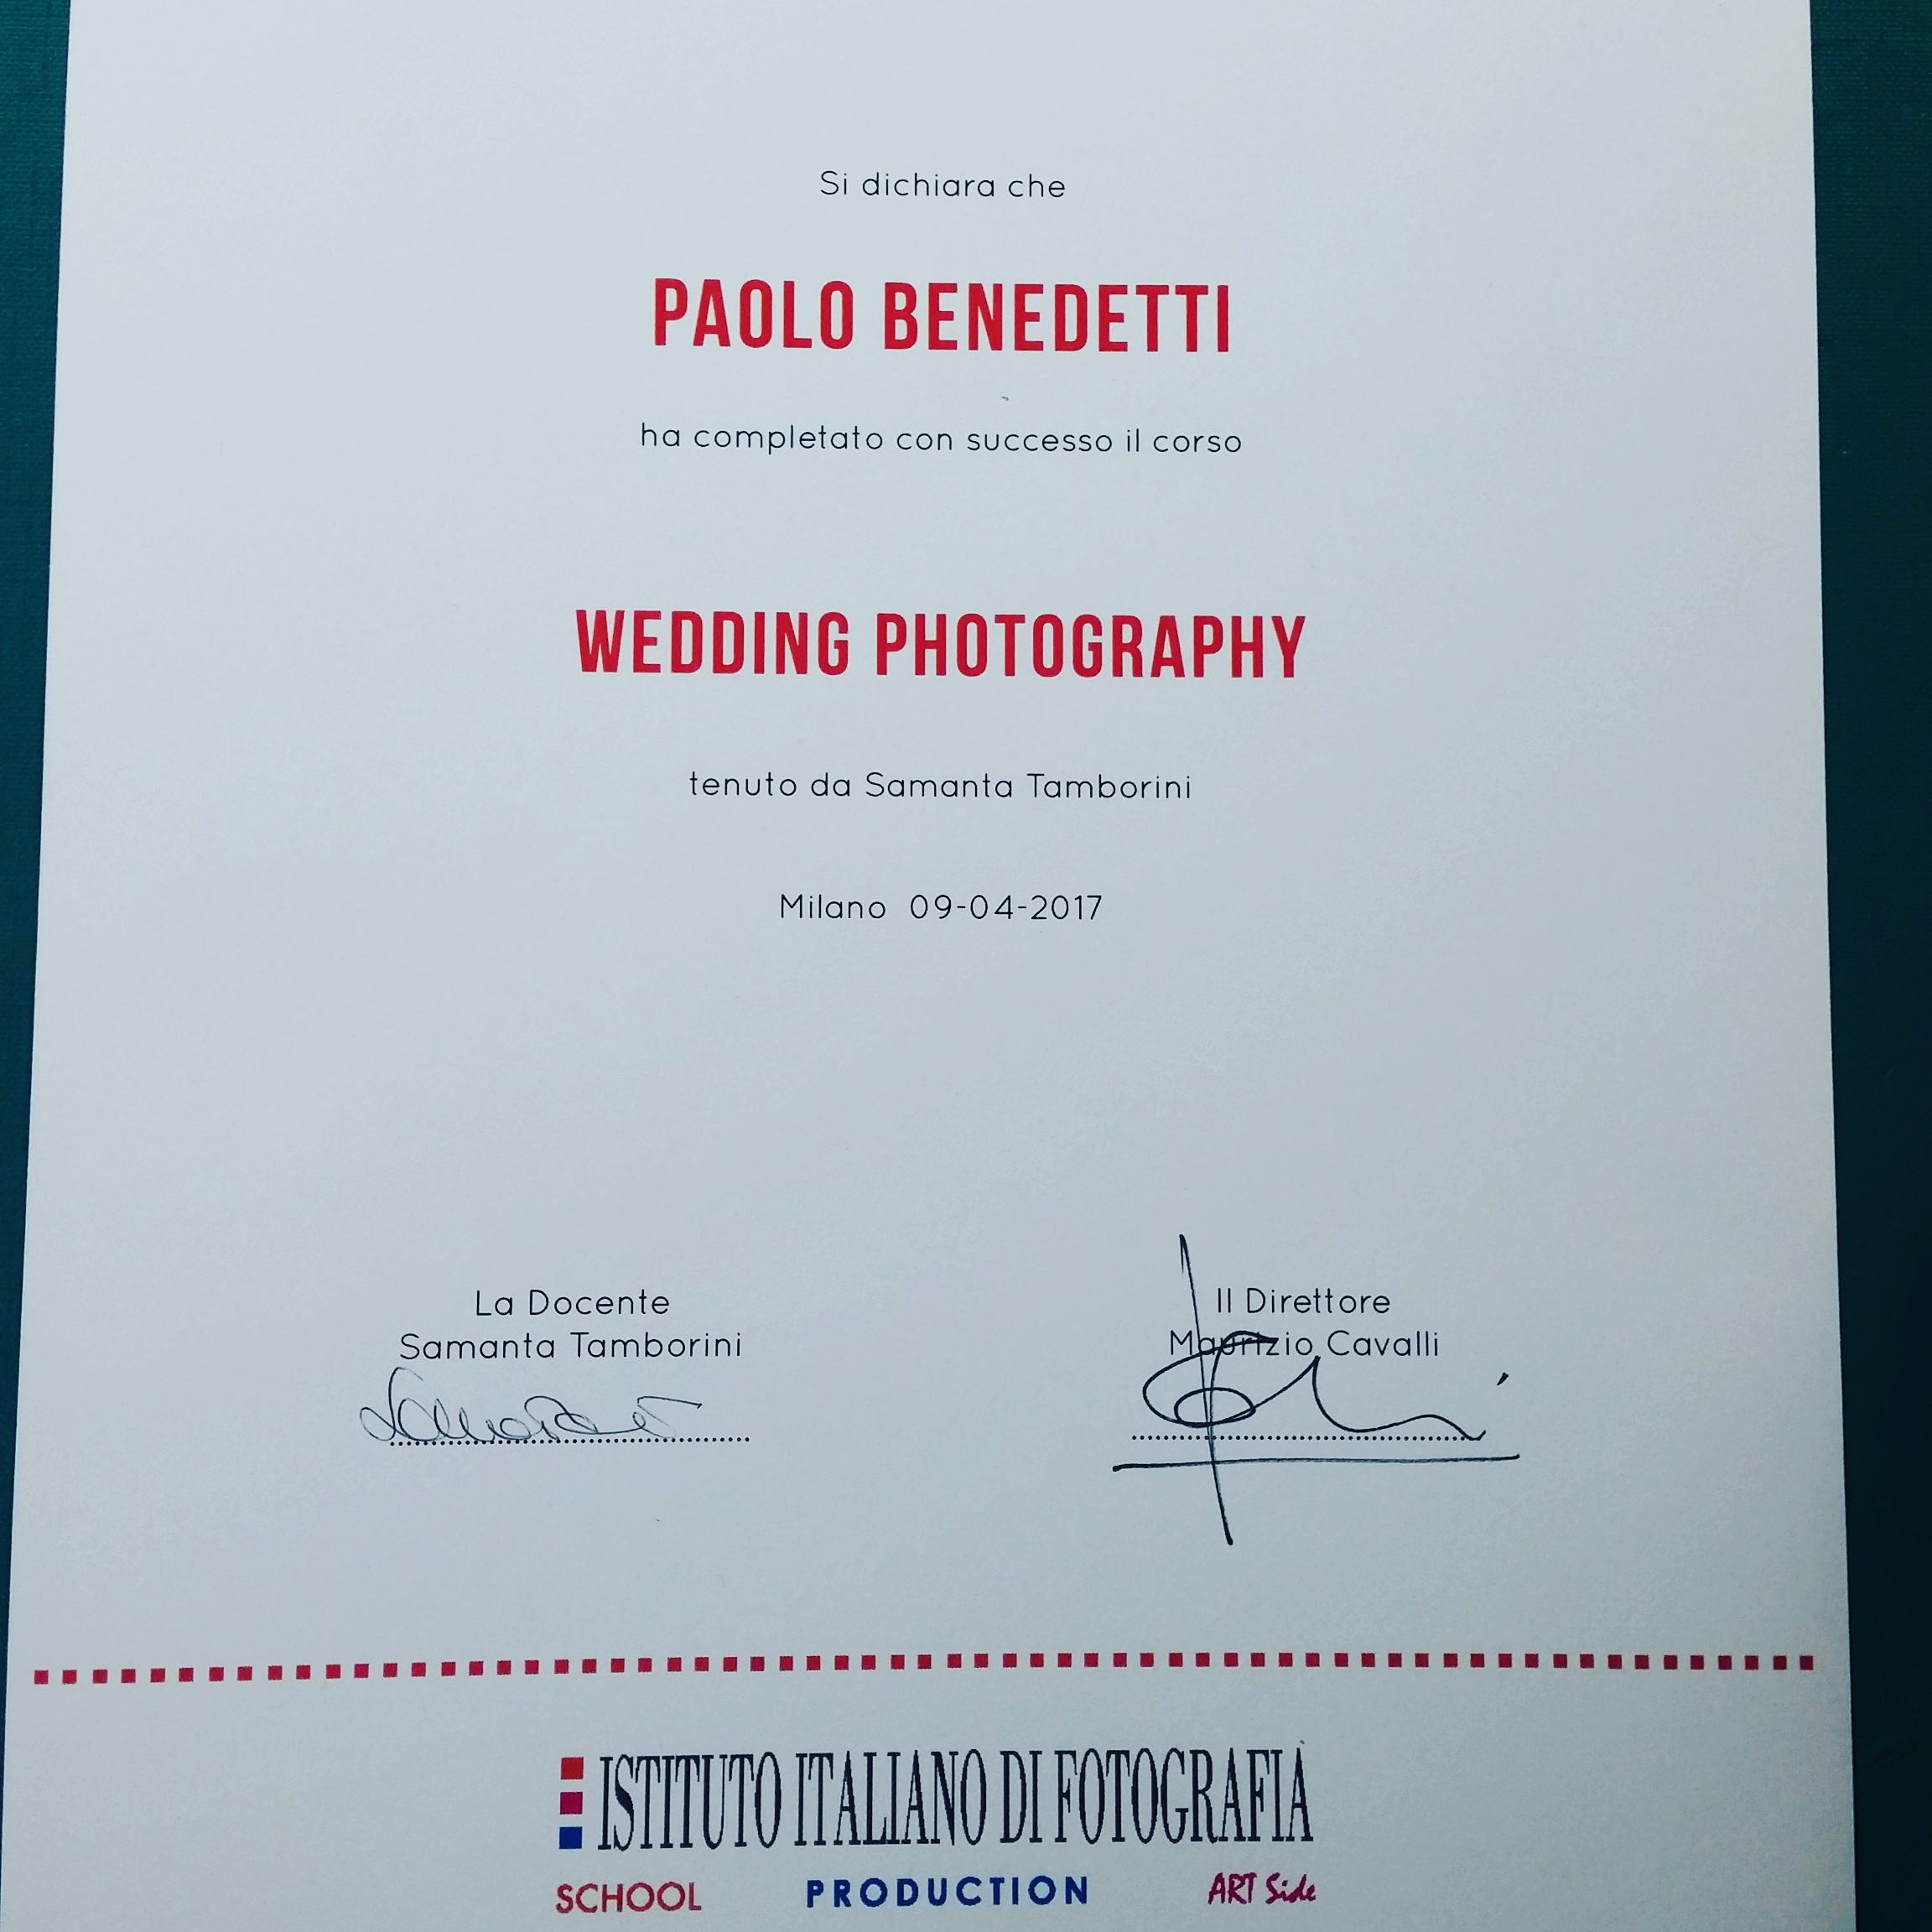 Si dichiara che
PAOLO BENEDETTI
ha completato con successo il corso
WEDDING PHOTOGRAPHY
tenuto da Samanta Tamborini
Milano 09-04-2017
La Docente
Samanta Tamborini
Il Direttore
Maurizio Cavalli
ISTITUTO ITALIANO DI FOTOGRAFIA
SCHOOL PRODUCTION ART Side